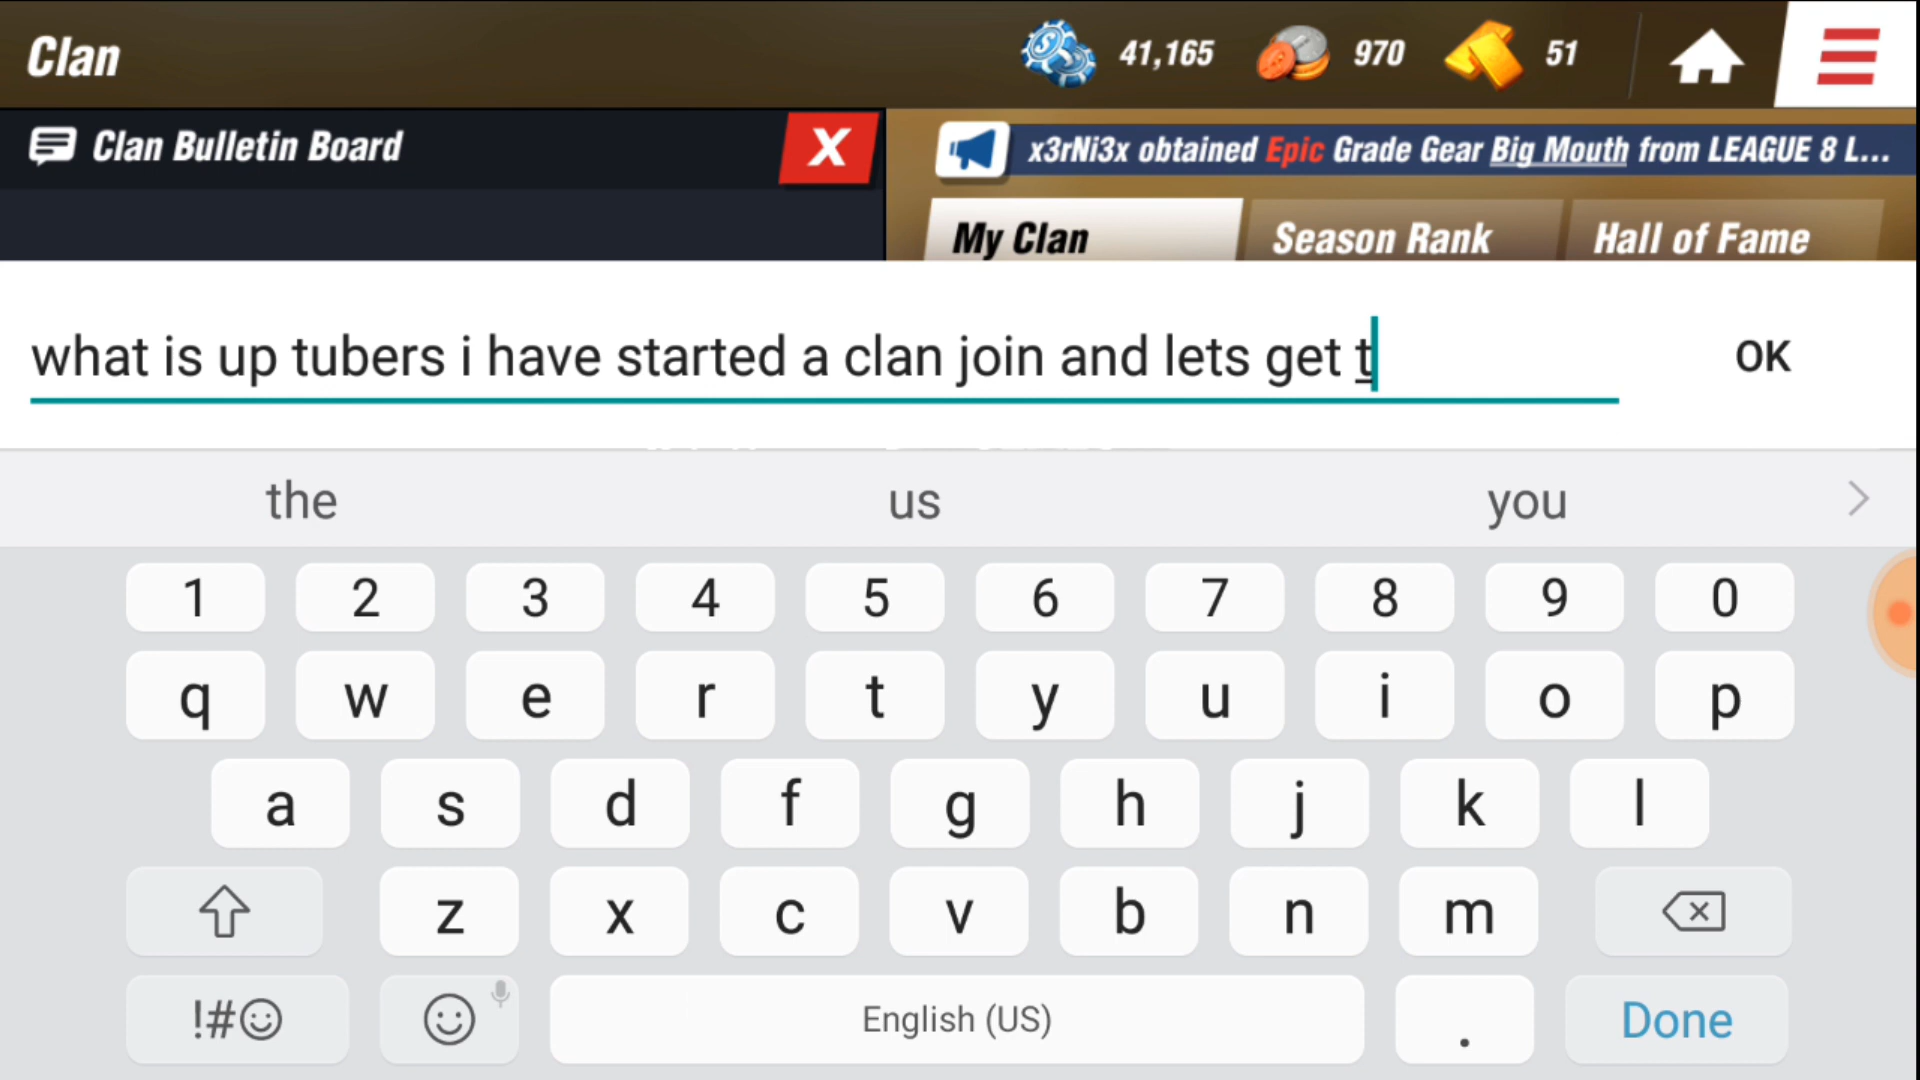 Clan
41,165
970
51
Clan Bulletin Board
X
x3rNi3x obtained Epic Grade Gear Big Mouth from LEAGUE 8 L...
My Clan
Season Rank
Hall of Fame
what is up tubers i have started a clan join and lets get t
OK
the
us
you
1 2 3 4 5 6 7 8 9 0
q w e r t y u i o p
a s d f g h j k l
z x c v b n m
!#☺
English (US)
.
Done